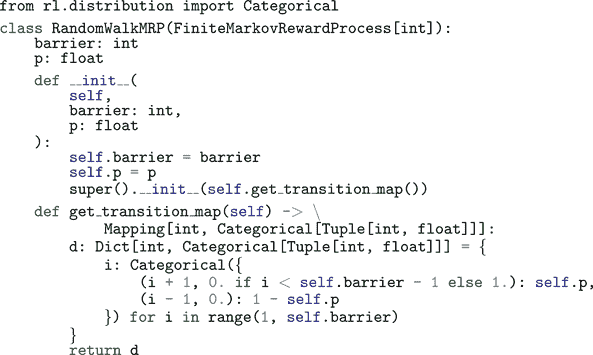 from rl.distribution import Categorical
class RandomWalkMRP(FiniteMarkovRewardProcess[int]):
    barrier: int
    p: float
    def __init__(
        self,
        barrier: int,
        p: float
    ):
        self.barrier = barrier
        self.p = p
        super().__init__(self.get_transition_map())
    def get_transition_map(self) -> \
            Mapping[int, Categorical[Tuple[int, float]]]:
        d: Dict[int, Categorical[Tuple[int, float]]] = {
            i: Categorical({
                (i + 1, 0. if i < self.barrier - 1 else 1.): self.p,
                (i - 1, 0.): 1 - self.p
            }) for i in range(1, self.barrier)
        }
        return d